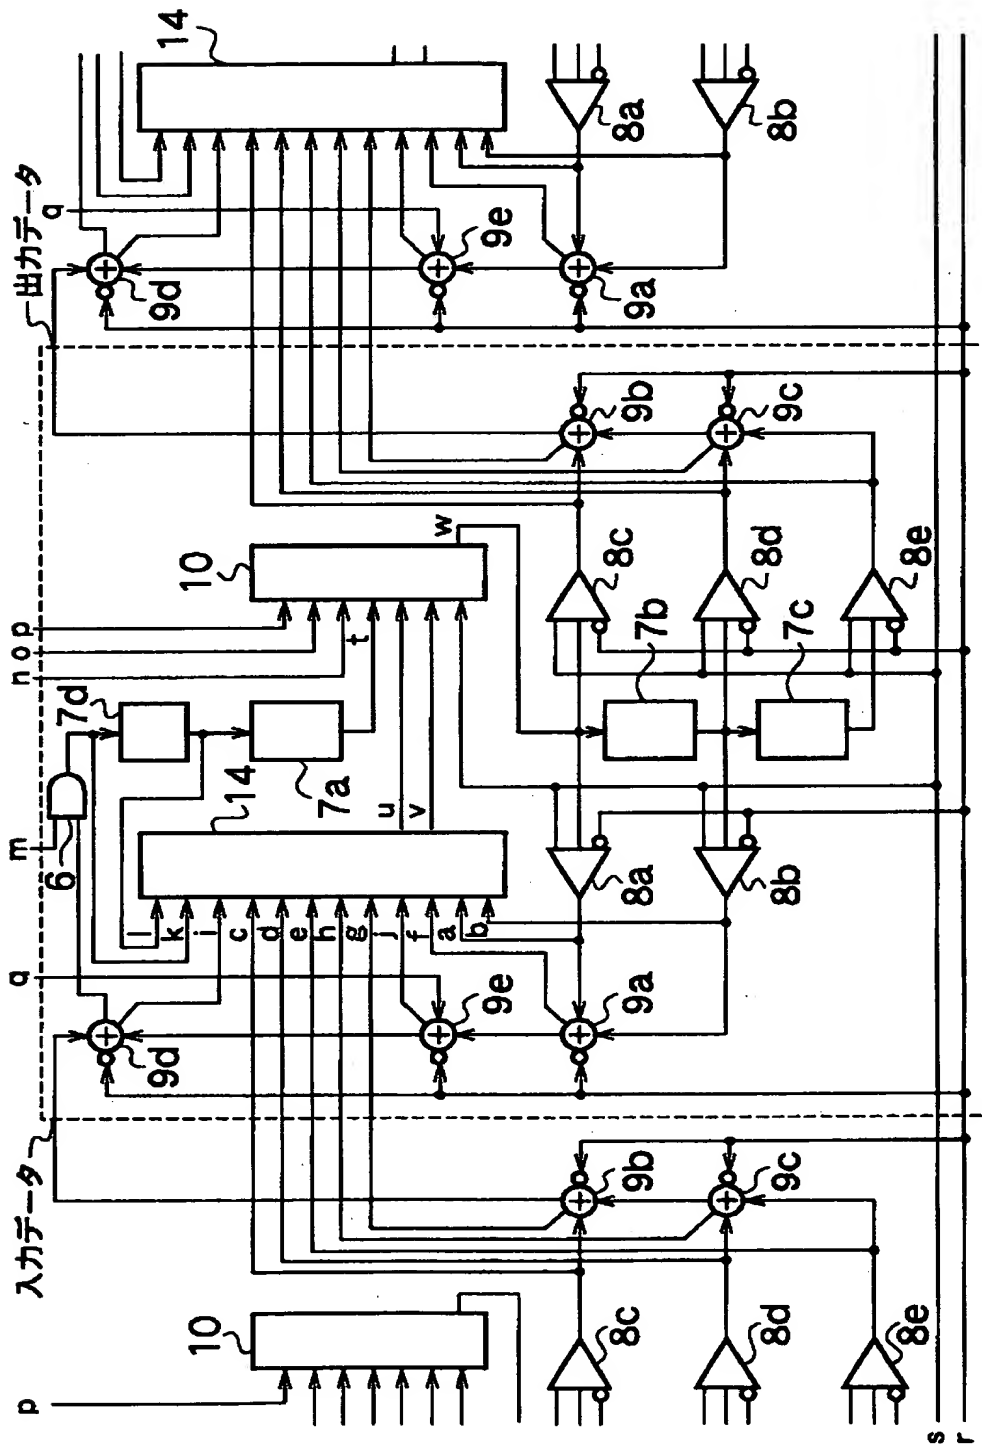 入力データ
出力データ
p
q
m
n
o
p
q
6
7d
14
9d
l
k
i
c
d
e
h
g
j
f
a
b
14
9d
10
10
7a
t
u
v
w
9e
9e
8c
9b
9a
8a
7b
8c
9b
9a
8a
8d
9c
8b
7c
8d
9c
8b
8e
8e
s
r